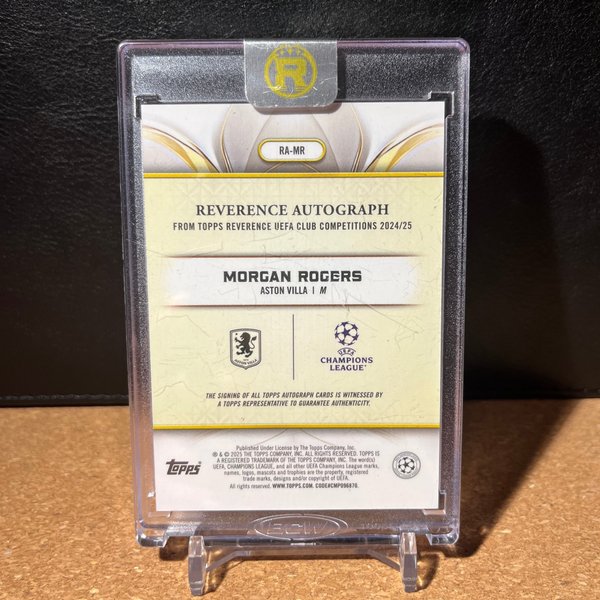 R
RA-MR
REVERENCE AUTOGRAPH
FROM TOPPS REVERENCE UEFA CLUB COMPETITIONS 2024/25
MORGAN ROGERS
ASTON VILLA | M
ASTON VILLA
UEFA
CHAMPIONS
LEAGUE
THE SIGNING OF ALL TOPPS AUTOGRAPH CARDS IS WITNESSED BY
A TOPPS REPRESENTATIVE TO GUARANTEE AUTHENTICITY.
Published Under License by The Topps Company, Inc.
® & © 2025 THE TOPPS COMPANY, INC. ALL RIGHTS RESERVED. TOPPS IS
A REGISTERED TRADEMARK OF THE TOPPS COMPANY, INC. The word(s)
UEFA, CHAMPIONS LEAGUE, and all other UEFA Champions League marks,
names, logos, mascots and trophies are the property, registered
trade marks, designs and/or copyright of UEFA.
All rights reserved. WWW.TOPPS.COM. CODE#CMP096870.
topps